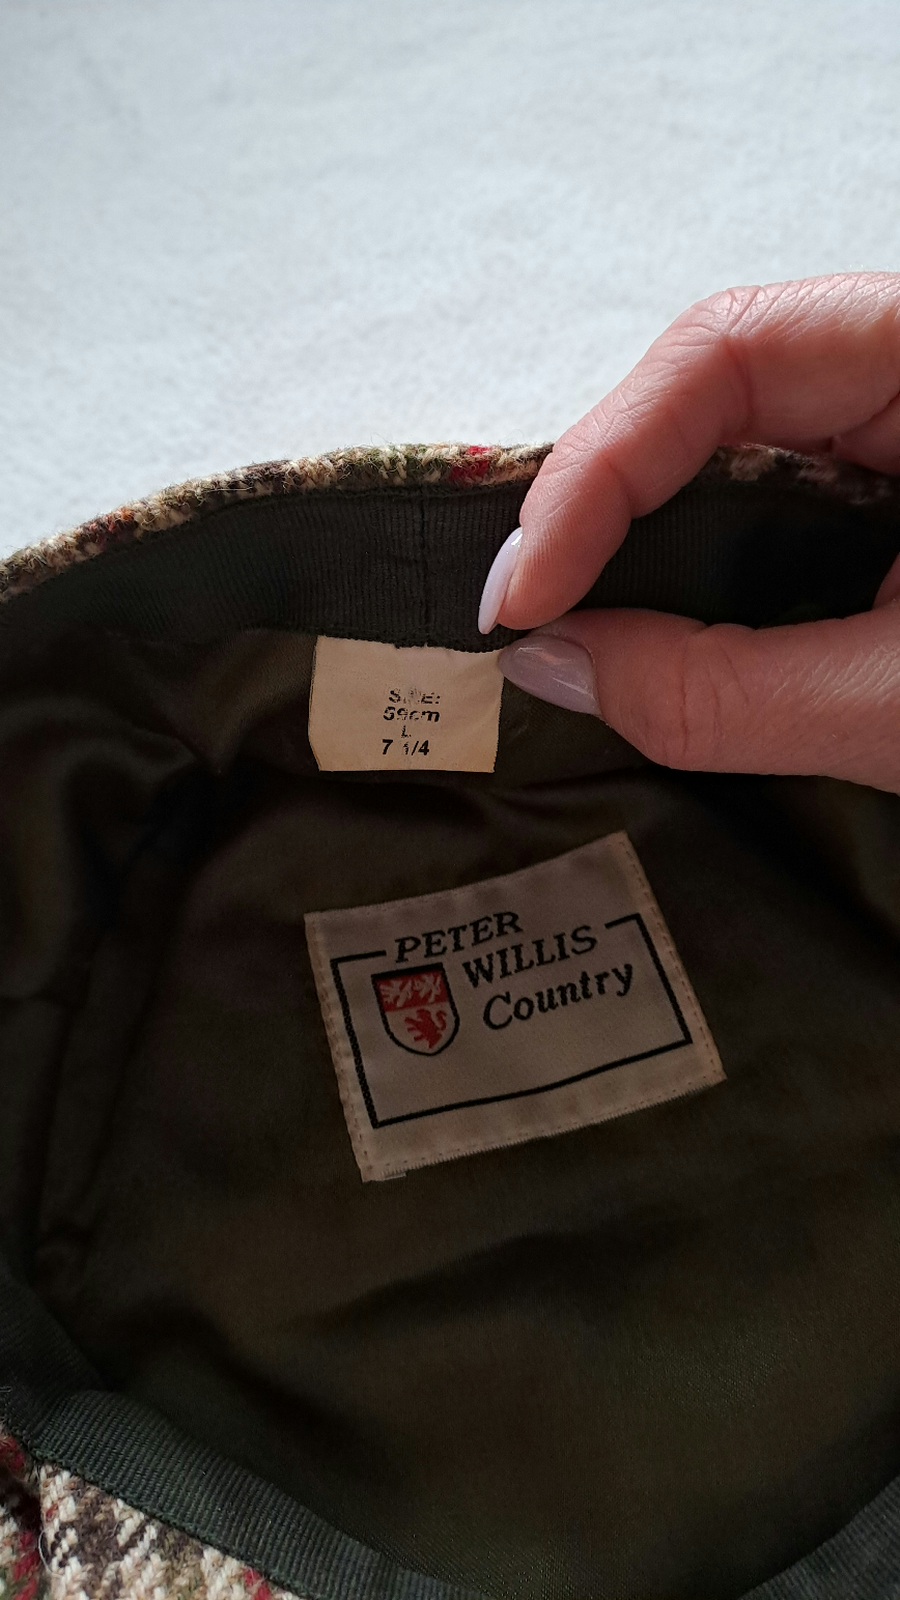 SIZE:
59cm
L
7 1/4
PETER
WILLIS
Country